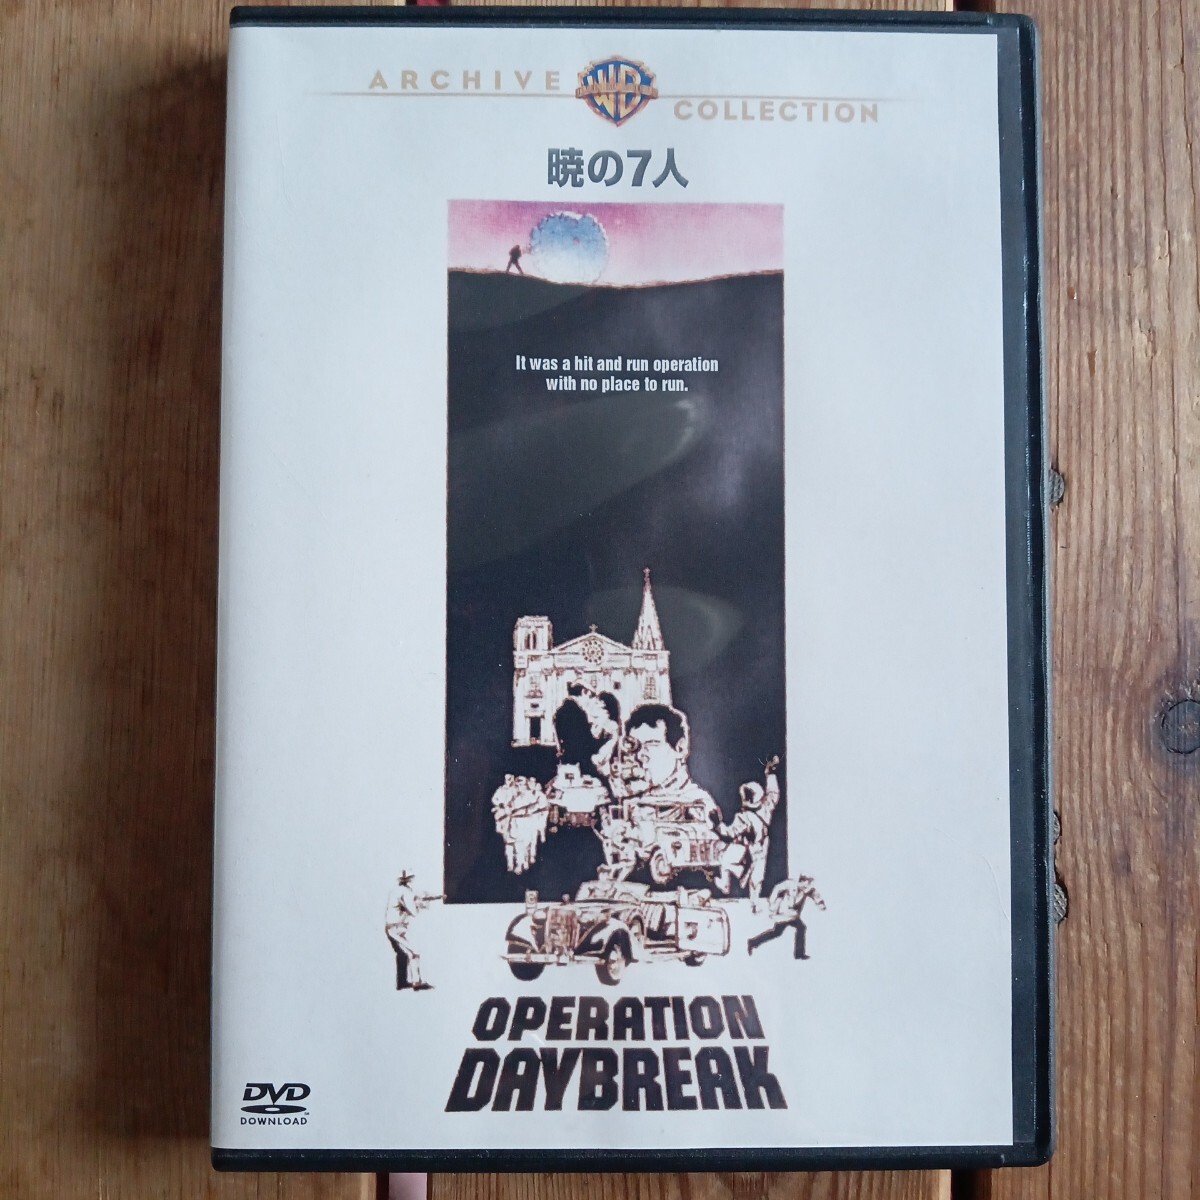 ARCHIVE
WB
COLLECTION
暁の7人
It was a hit and run operation
with no place to run.
OPERATION
DAYBREAK
DVD
DOWNLOAD